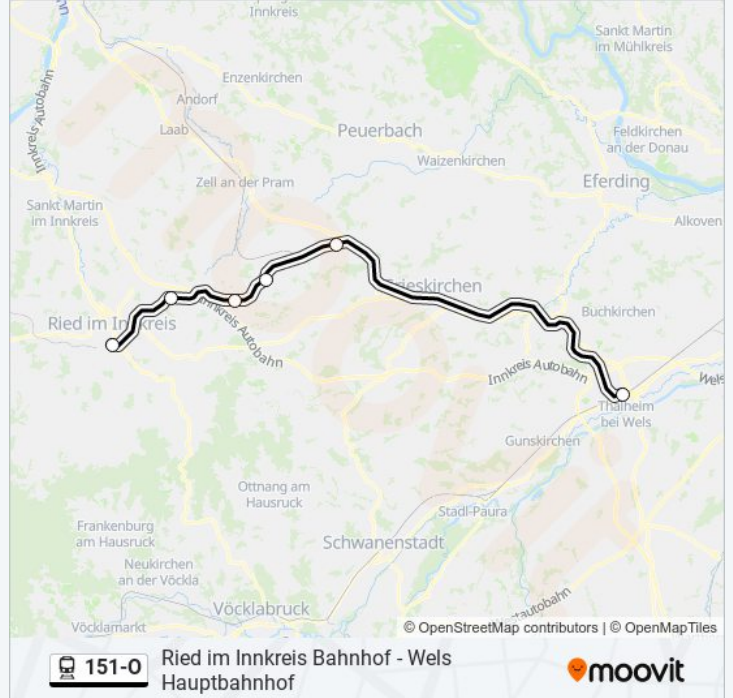 Innkreis
Sankt Martin
im Mühlkreis
Enzenkirchen
Andorf
Innkreis Autobahn
Laab
Peuerbach
Feldkirchen
an der Donau
Waizenkirchen
Zell an der Pram
Eferding
Sankt Martin
im Innkreis
Alkoven
Grieskirchen
Buchkirchen
Ried im Innkreis
Innkreis Autobahn
Innkreis Autobahn
Wels
Thalheim
bei Wels
Gunskirchen
Ottnang am
Hausruck
Stadl-Paura
Frankenburg
am Hausruck
Schwanenstadt
Neukirchen
an der Vöckla
Vöcklabruck
Vöcklamarkt
© OpenStreetMap contributors | © OpenMapTiles
151-O
Ried im Innkreis Bahnhof - Wels
Hauptbahnhof
moovit